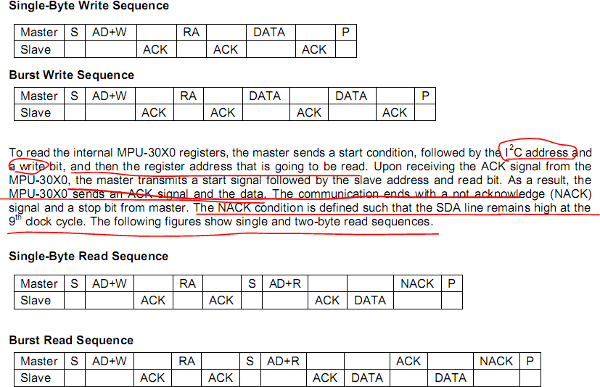 Single-Byte Write Sequence
Master S AD+W RA DATA P
Slave ACK ACK ACK
Burst Write Sequence
Master S AD+W RA DATA DATA P
Slave ACK ACK ACK ACK
To read the internal MPU-30X0 registers, the master sends a start condition, followed by the I²C address and
a write bit, and then the register address that is going to be read. Upon receiving the ACK signal from the
MPU-30X0, the master transmits a start signal followed by the slave address and read bit. As a result, the
MPU-30X0 sends an ACK signal and the data. The communication ends with a not acknowledge (NACK)
signal and a stop bit from master. The NACK condition is defined such that the SDA line remains high at the
9th clock cycle. The following figures show single and two-byte read sequences.
Single-Byte Read Sequence
Master S AD+W RA S AD+R NACK P
Slave ACK ACK ACK DATA
Burst Read Sequence
Master S AD+W RA S AD+R ACK NACK P
Slave ACK ACK ACK DATA DATA